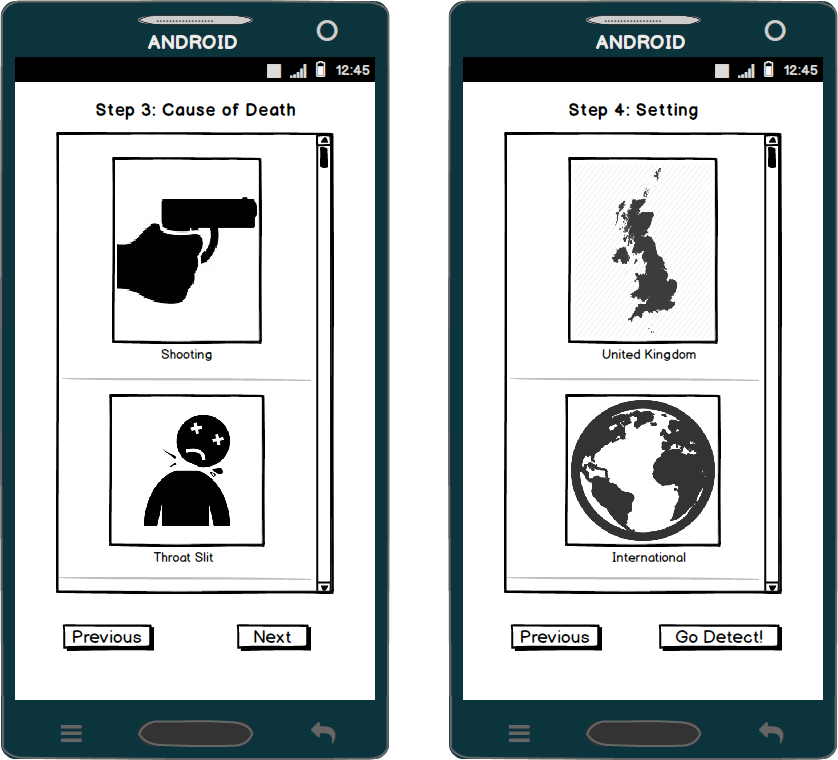 ANDROID
12:45
Step 3: Cause of Death
Shooting
Throat Slit
Previous
Next
ANDROID
12:45
Step 4: Setting
United Kingdom
International
Previous
Go Detect!